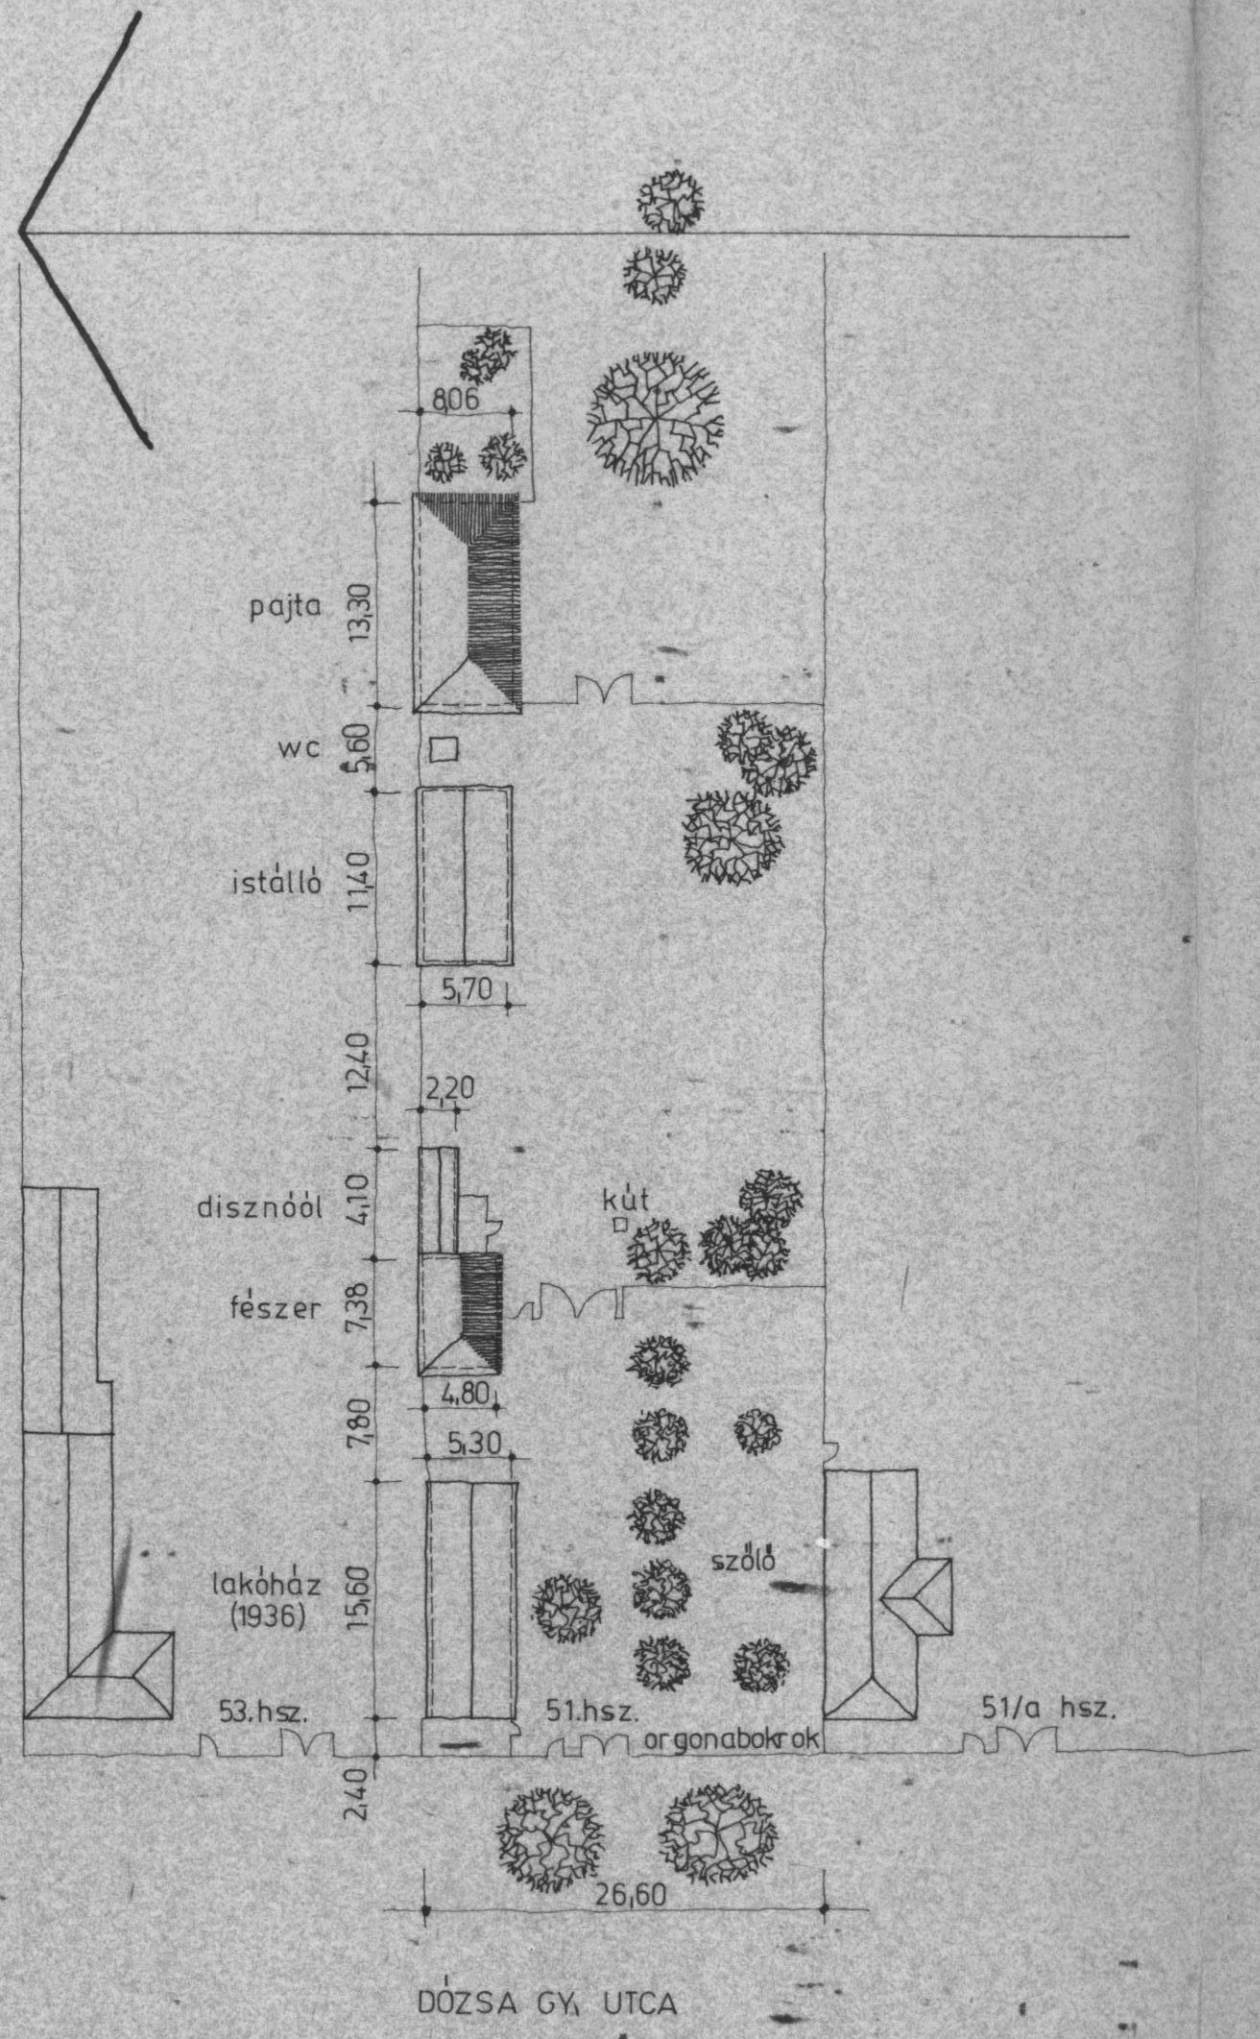 8,06
pajta
13,30
wc
5,60
istálló
11,40
5,70
12,40
2,20
disznóól
4,10
kút
fészer
7,38
4,80
7,80
5,30
szőlő
lakóház
(1936)
15,60
53.hsz.
51.hsz.
51/a hsz.
orgonabokrok
2,40
26,60
DÓZSA GY. UTCA